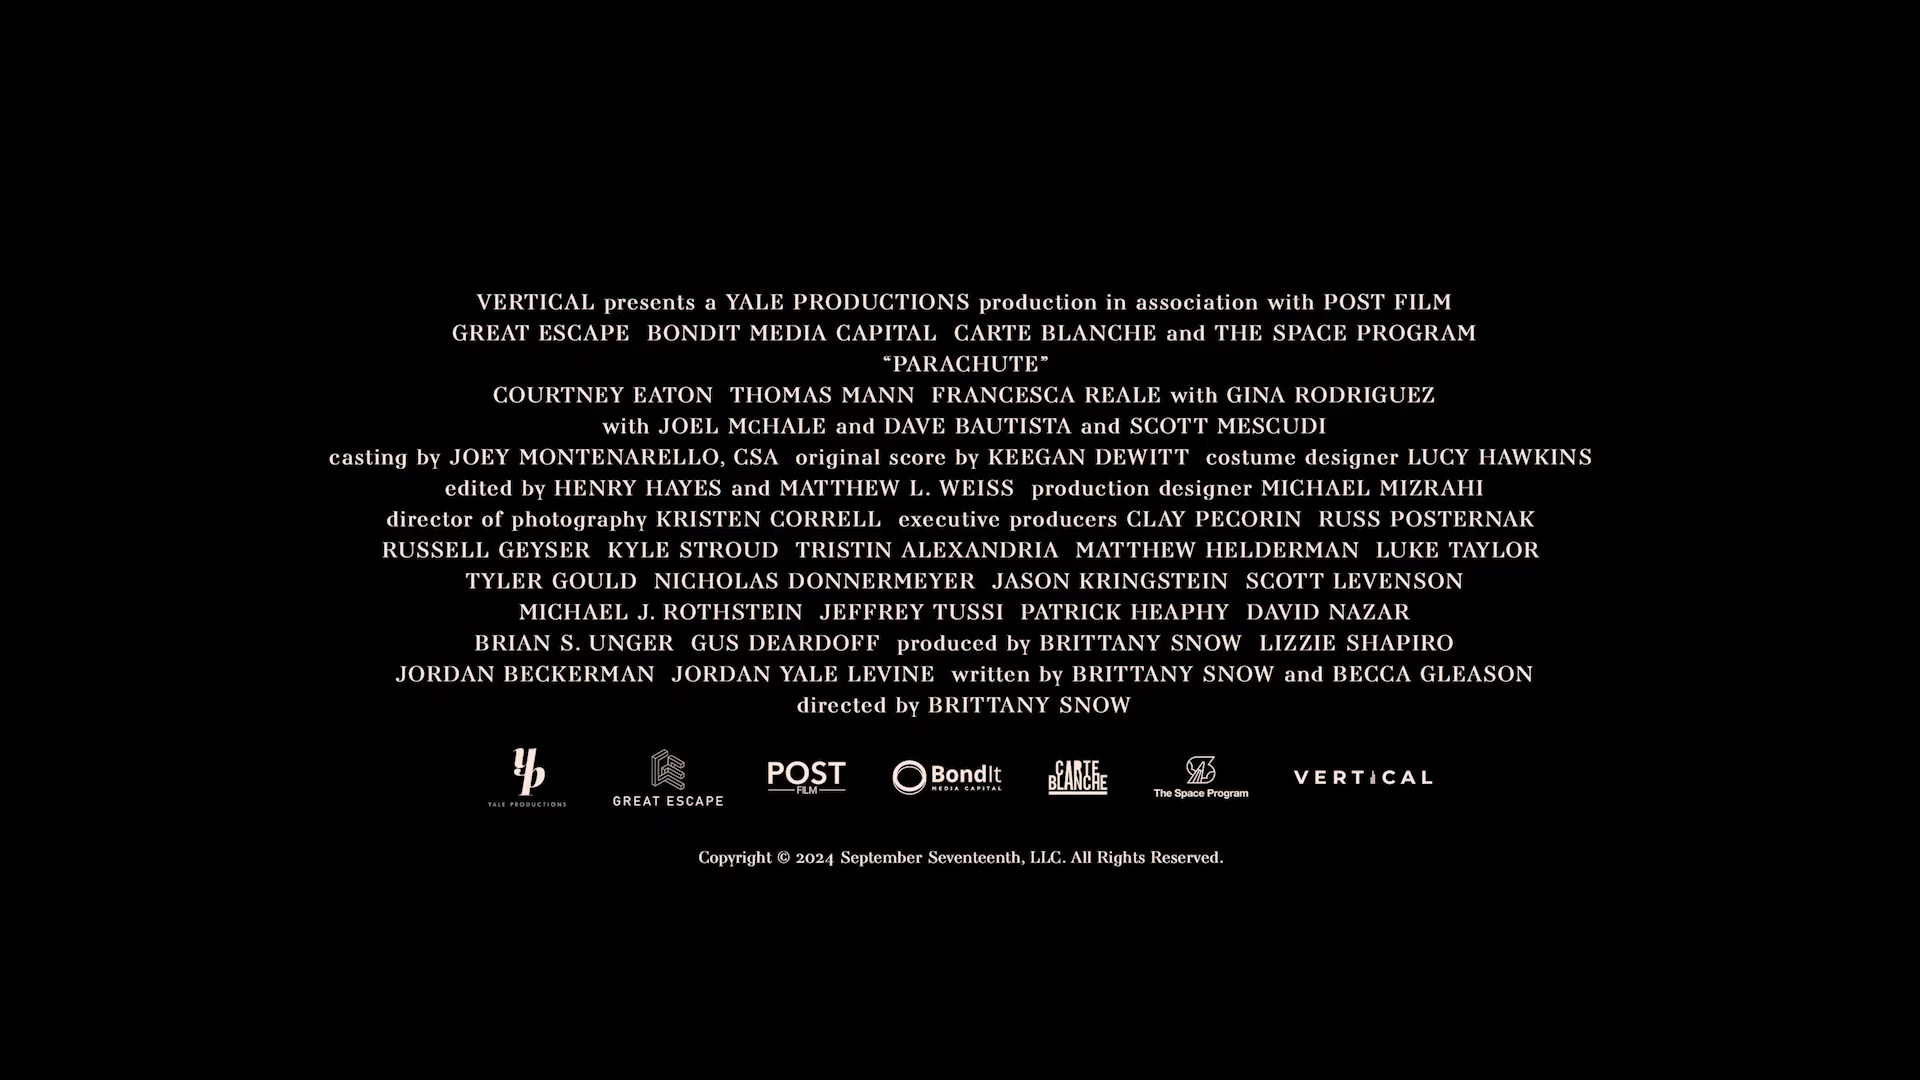 VERTICAL presents a YALE PRODUCTIONS production in association with POST FILM
GREAT ESCAPE BONDIT MEDIA CAPITAL CARTE BLANCHE and THE SPACE PROGRAM
“PARACHUTE”
COURTNEY EATON THOMAS MANN FRANCESCA REALE with GINA RODRIGUEZ
with JOEL McHALE and DAVE BAUTISTA and SCOTT MESCUDI
casting by JOEY MONTENARELLO, CSA original score by KEEGAN DEWITT costume designer LUCY HAWKINS
edited by HENRY HAYES and MATTHEW L. WEISS production designer MICHAEL MIZRAHI
director of photography KRISTEN CORRELL executive producers CLAY PECORIN RUSS POSTERNAK
RUSSELL GEYSER KYLE STROUD TRISTIN ALEXANDRIA MATTHEW HELDERMAN LUKE TAYLOR
TYLER GOULD NICHOLAS DONNERMEYER JASON KRINGSTEIN SCOTT LEVENSON
MICHAEL J. ROTHSTEIN JEFFREY TUSSI PATRICK HEAPHY DAVID NAZAR
BRIAN S. UNGER GUS DEARDOFF produced by BRITTANY SNOW LIZZIE SHAPIRO
JORDAN BECKERMAN JORDAN YALE LEVINE written by BRITTANY SNOW and BECCA GLEASON
directed by BRITTANY SNOW
yp
YALE PRODUCTIONS
GREAT ESCAPE
POST
FILM
BondIt
MEDIA CAPITAL
CARTE
BLANCHE
The Space Program
VERTICAL
Copyright © 2024 September Seventeenth, LLC. All Rights Reserved.